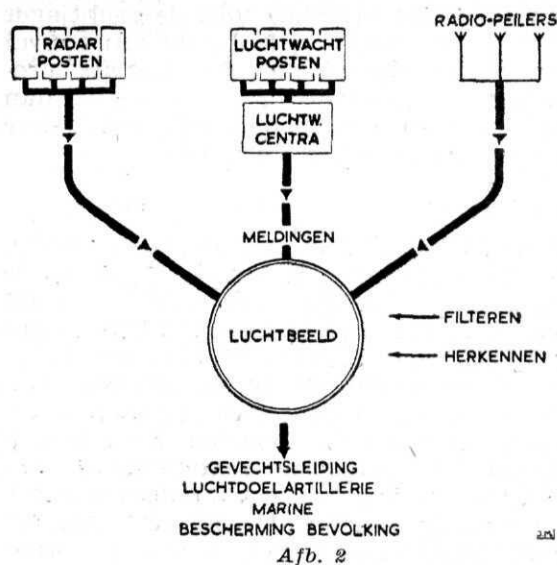 RADAR
POSTEN
LUCHTWACHT
POSTEN
RADIO-PEILERS
LUCHTW.
CENTRA
MELDINGEN
LUCHTBEELD
FILTEREN
HERKENNEN
GEVECHTSLEIDING
LUCHTDOELARTILLERIE
MARINE
BESCHERMING BEVOLKING
Afb. 2